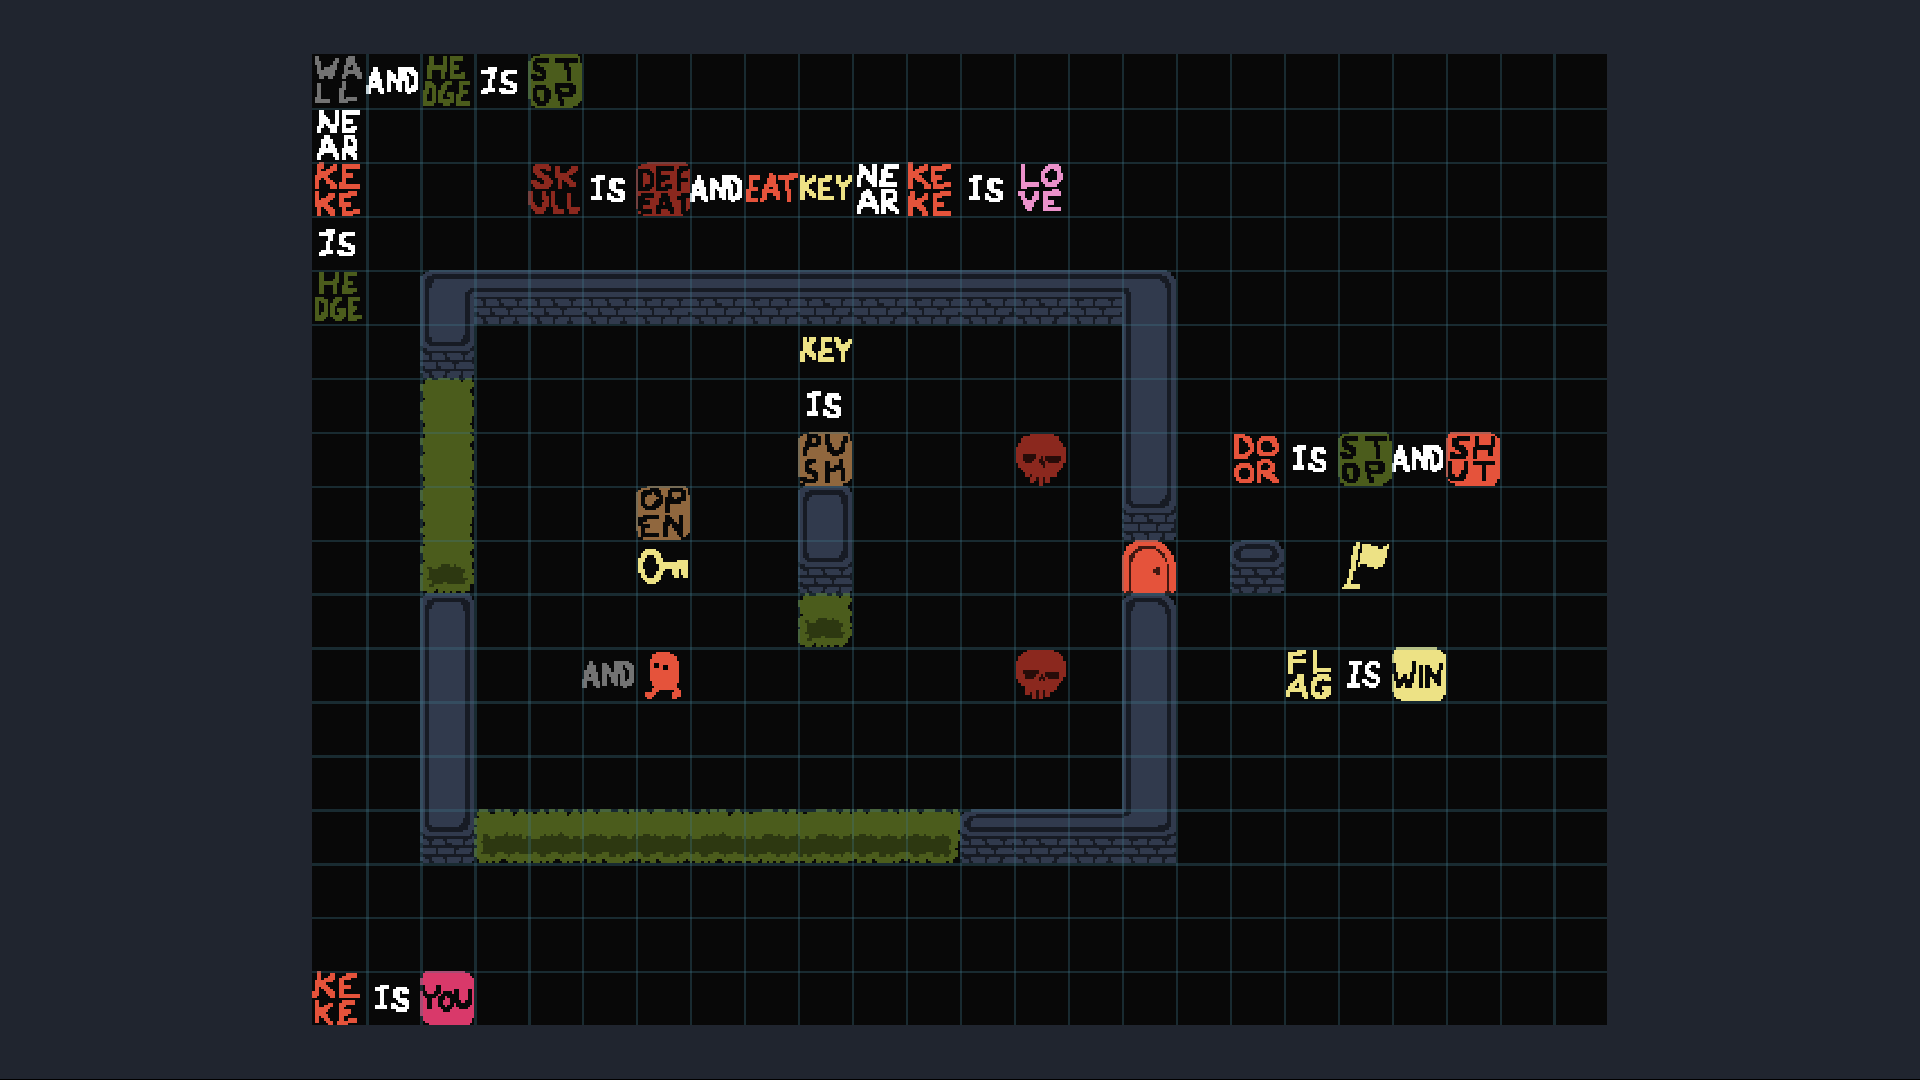 WALL AND HEDGE IS STOP
NEAR
KEKE SKULL IS DEFEAT AND EAT KEY NEAR KEKE IS LOVE
IS
HEDGE
KEY
IS
PUSH DOOR IS STOP AND SHUT
OPEN
AND FLAG IS WIN
KEKE IS YOU